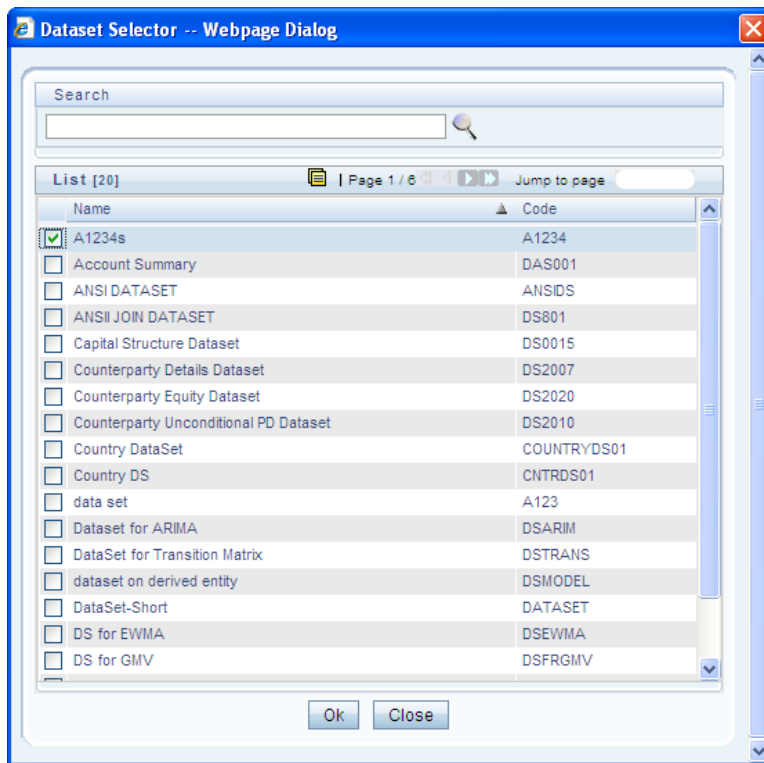 Dataset Selector -- Webpage Dialog
Search
List [20] | Page 1 / 6 Jump to page
Name Code
A1234s A1234
Account Summary DAS001
ANSI DATASET ANSIDS
ANSII JOIN DATASET DS801
Capital Structure Dataset DS0015
Counterparty Details Dataset DS2007
Counterparty Equity Dataset DS2020
Counterparty Unconditional PD Dataset DS2010
Country DataSet COUNTRYDS01
Country DS CNTRDS01
data set A123
Dataset for ARIMA DSARIM
DataSet for Transition Matrix DSTRANS
dataset on derived entity DSMODEL
DataSet-Short DATASET
DS for EWMA DSEWMA
DS for GMV DSFRGMV
Ok Close